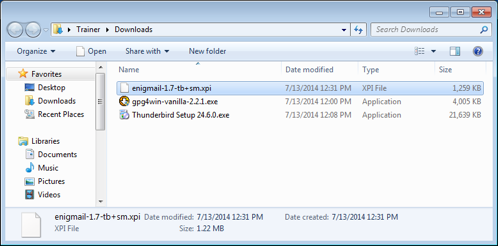 Trainer ▸ Downloads ▸
Search Downloads
Organize Open Share with New folder
Favorites
Desktop
Downloads
Recent Places
Libraries
Documents
Music
Pictures
Videos
Name Date modified Type Size
enigmail-1.7-tb+sm.xpi 7/13/2014 12:31 PM XPI File 1,259 KB
gpg4win-vanilla-2.2.1.exe 7/13/2014 12:00 PM Application 4,005 KB
Thunderbird Setup 24.6.0.exe 7/13/2014 12:08 PM Application 21,639 KB
enigmail-1.7-tb+sm.xpi Date modified: 7/13/2014 12:31 PM Date created: 7/13/2014 12:31 PM
XPI File Size: 1.22 MB